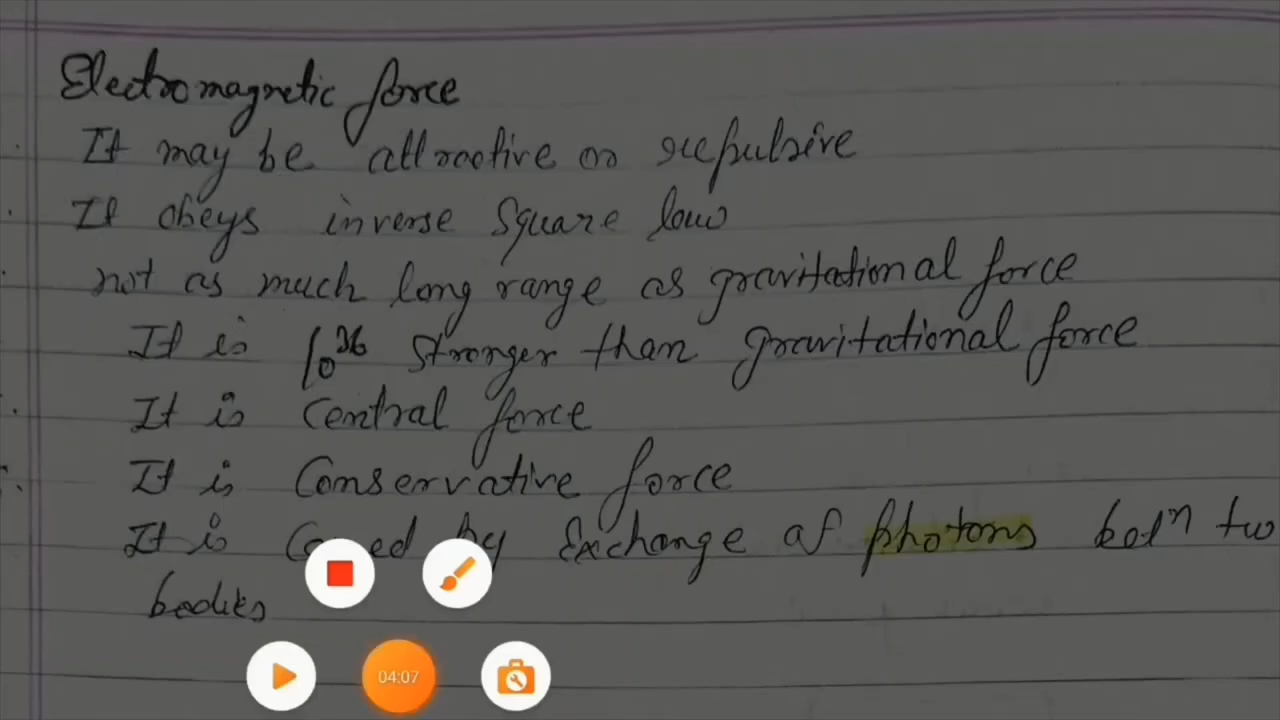 Electromagnetic force
It may be attractive or repulsive
It obeys inverse square law
not as much long range as gravitational force
It is 10^36 stronger than gravitational force
It is central force
It is Conservative force
It is by Exchange of photons betn two
bodies
04:07